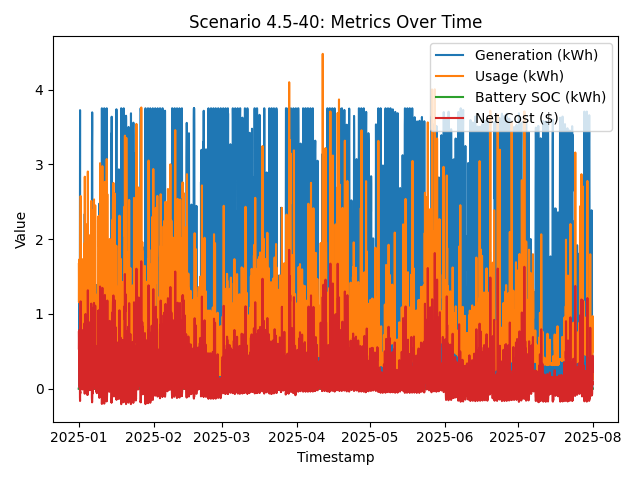 Scenario 4.5-40: Metrics Over Time
Generation (kWh)
Usage (kWh)
Battery SOC (kWh)
Net Cost ($)
Value
4
3
2
1
0
2025-01 2025-02 2025-03 2025-04 2025-05 2025-06 2025-07 2025-08
Timestamp